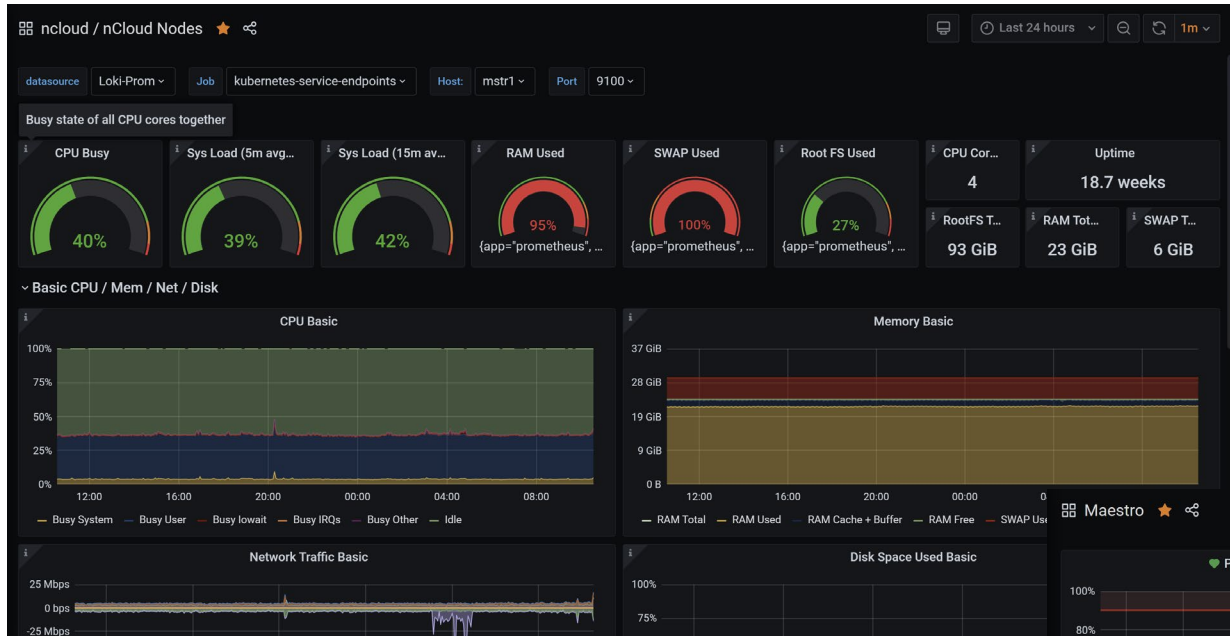 ncloud / nCloud Nodes
Last 24 hours
1m
datasource Loki-Prom Job kubernetes-service-endpoints Host: mstr1 Port 9100
Busy state of all CPU cores together
CPU Busy
40%
Sys Load (5m avg...
39%
Sys Load (15m av...
42%
RAM Used
95%
{app="prometheus", ...
SWAP Used
100%
{app="prometheus", ...
Root FS Used
27%
{app="prometheus", ...
CPU Cor...
4
Uptime
18.7 weeks
RootFS T...
93 GiB
RAM Tot...
23 GiB
SWAP T...
6 GiB
Basic CPU / Mem / Net / Disk
CPU Basic
100%
75%
50%
25%
0%
12:00 16:00 20:00 00:00 04:00 08:00
Busy System Busy User Busy Iowait Busy IRQs Busy Other Idle
Memory Basic
37 GiB
28 GiB
19 GiB
9 GiB
0 B
12:00 16:00 20:00 00:00
RAM Total RAM Used RAM Cache + Buffer RAM Free SWAP Use
Network Traffic Basic
25 Mbps
0 bps
-25 Mbps
Disk Space Used Basic
100%
75%
Maestro
100%
80%